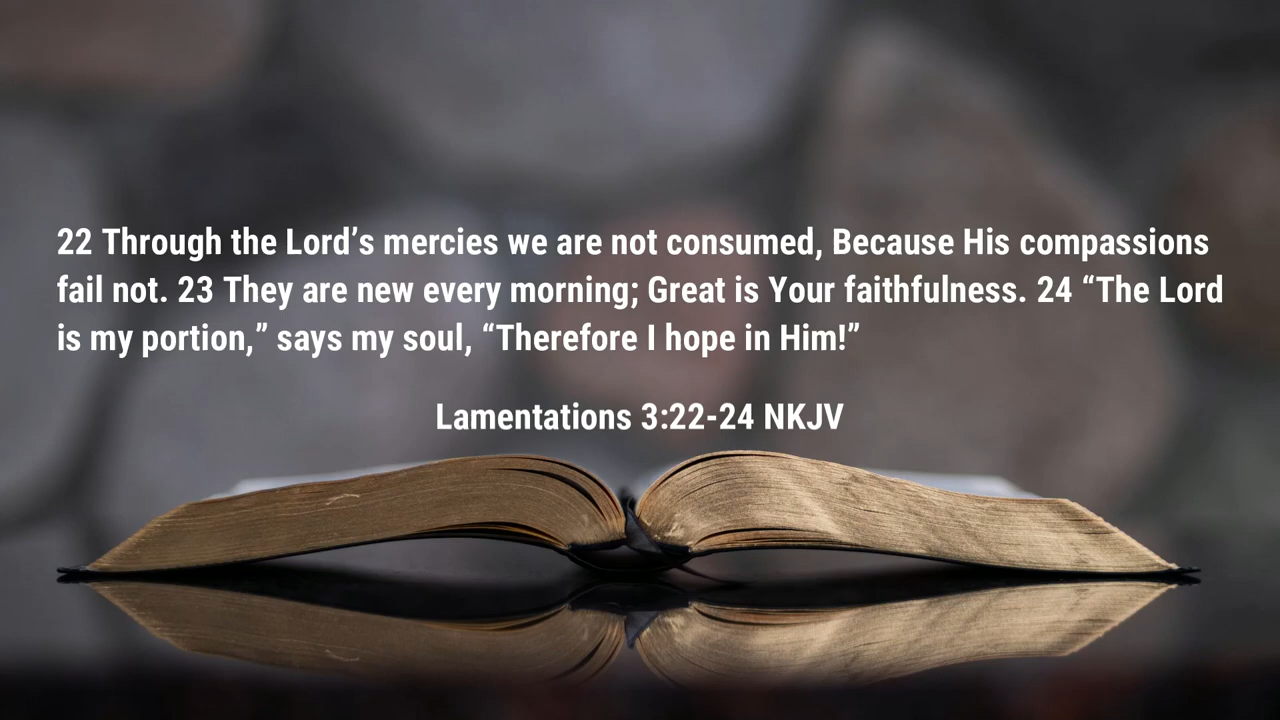 22 Through the Lord’s mercies we are not consumed, Because His compassions
fail not. 23 They are new every morning; Great is Your faithfulness. 24 “The Lord
is my portion,” says my soul, “Therefore I hope in Him!”
Lamentations 3:22-24 NKJV